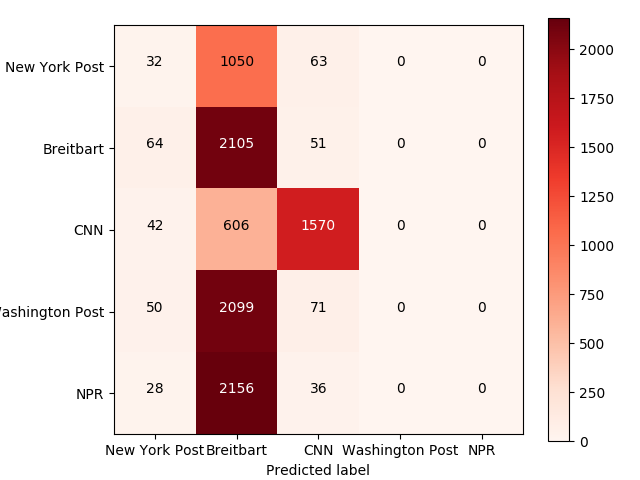 New York Post 32 1050 63 0 0
Breitbart 64 2105 51 0 0
CNN 42 606 1570 0 0
ashington Post 50 2099 71 0 0
NPR 28 2156 36 0 0
New York Post Breitbart CNN Washington Post NPR
Predicted label
2000
1750
1500
1250
1000
750
500
250
0